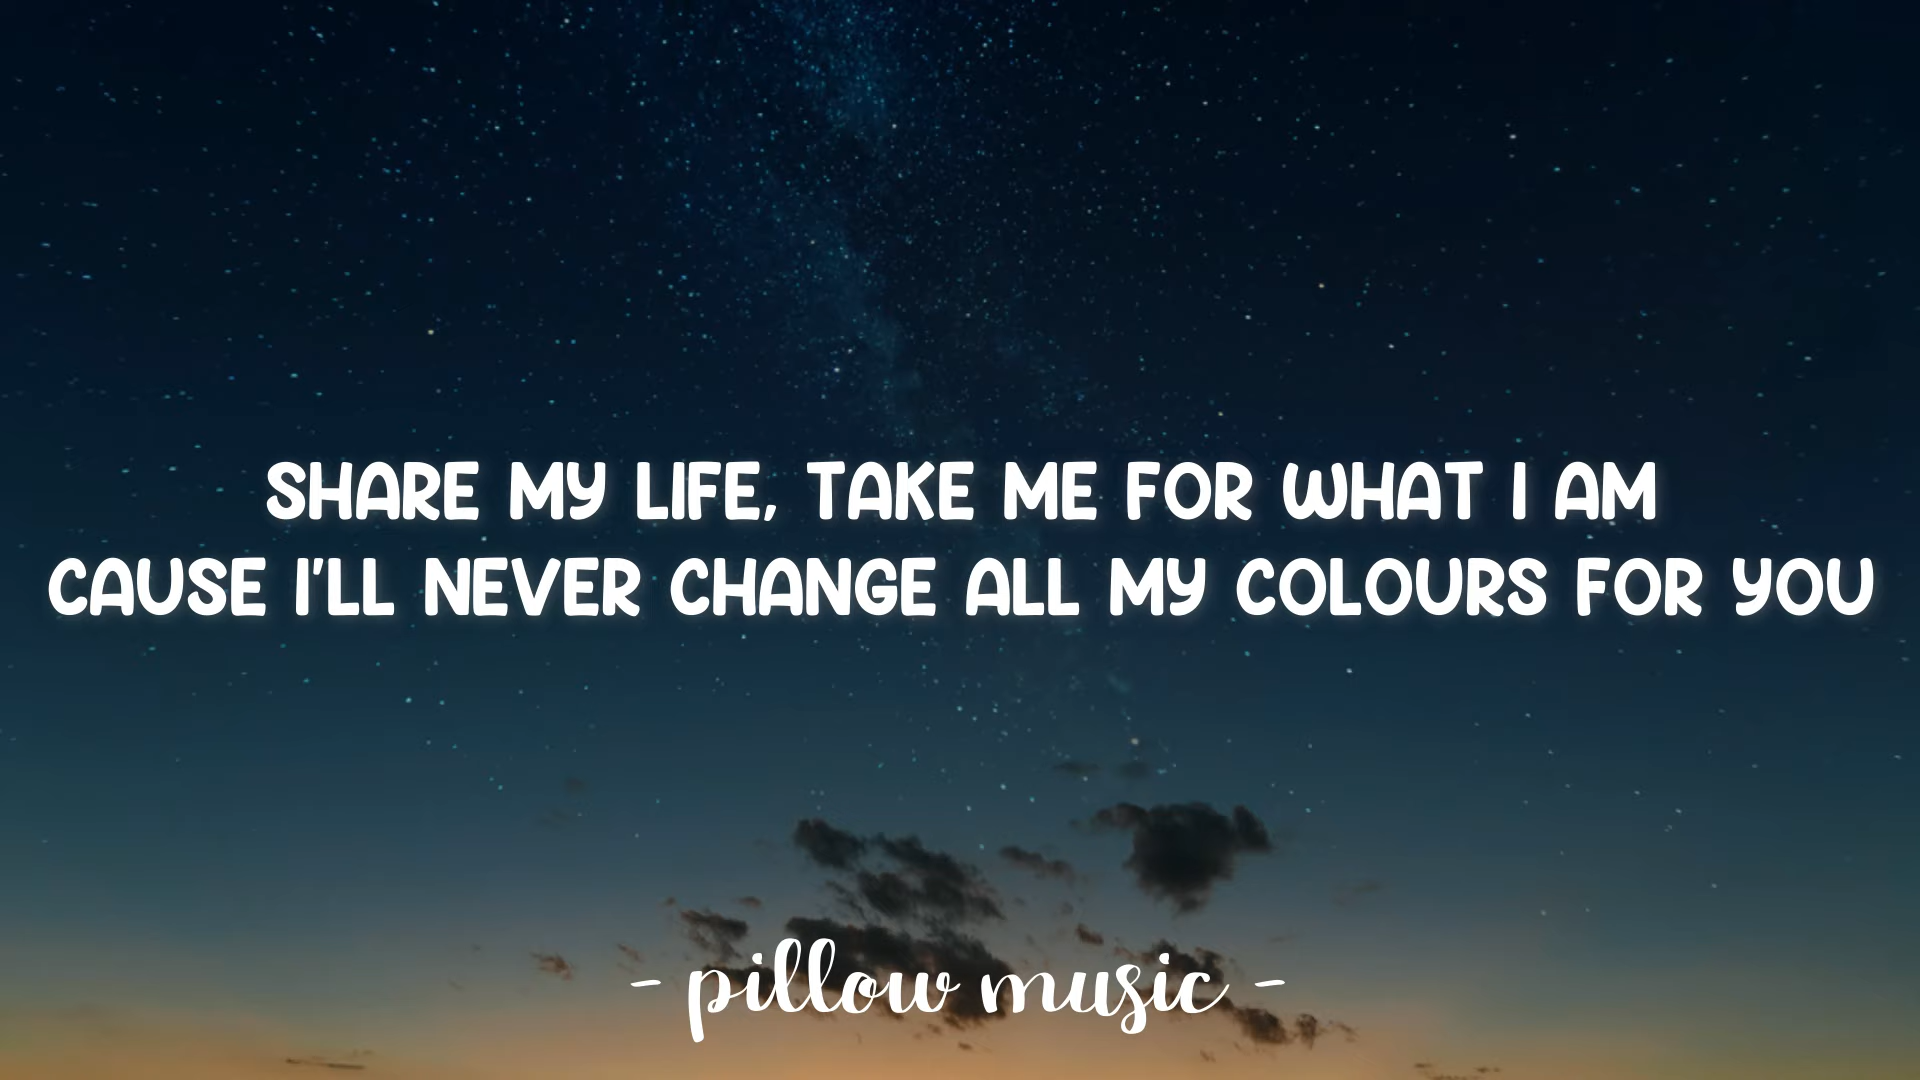 SHARE MY LIFE, TAKE ME FOR WHAT I AM
CAUSE I'LL NEVER CHANGE ALL MY COLOURS FOR YOU
- pillow music -